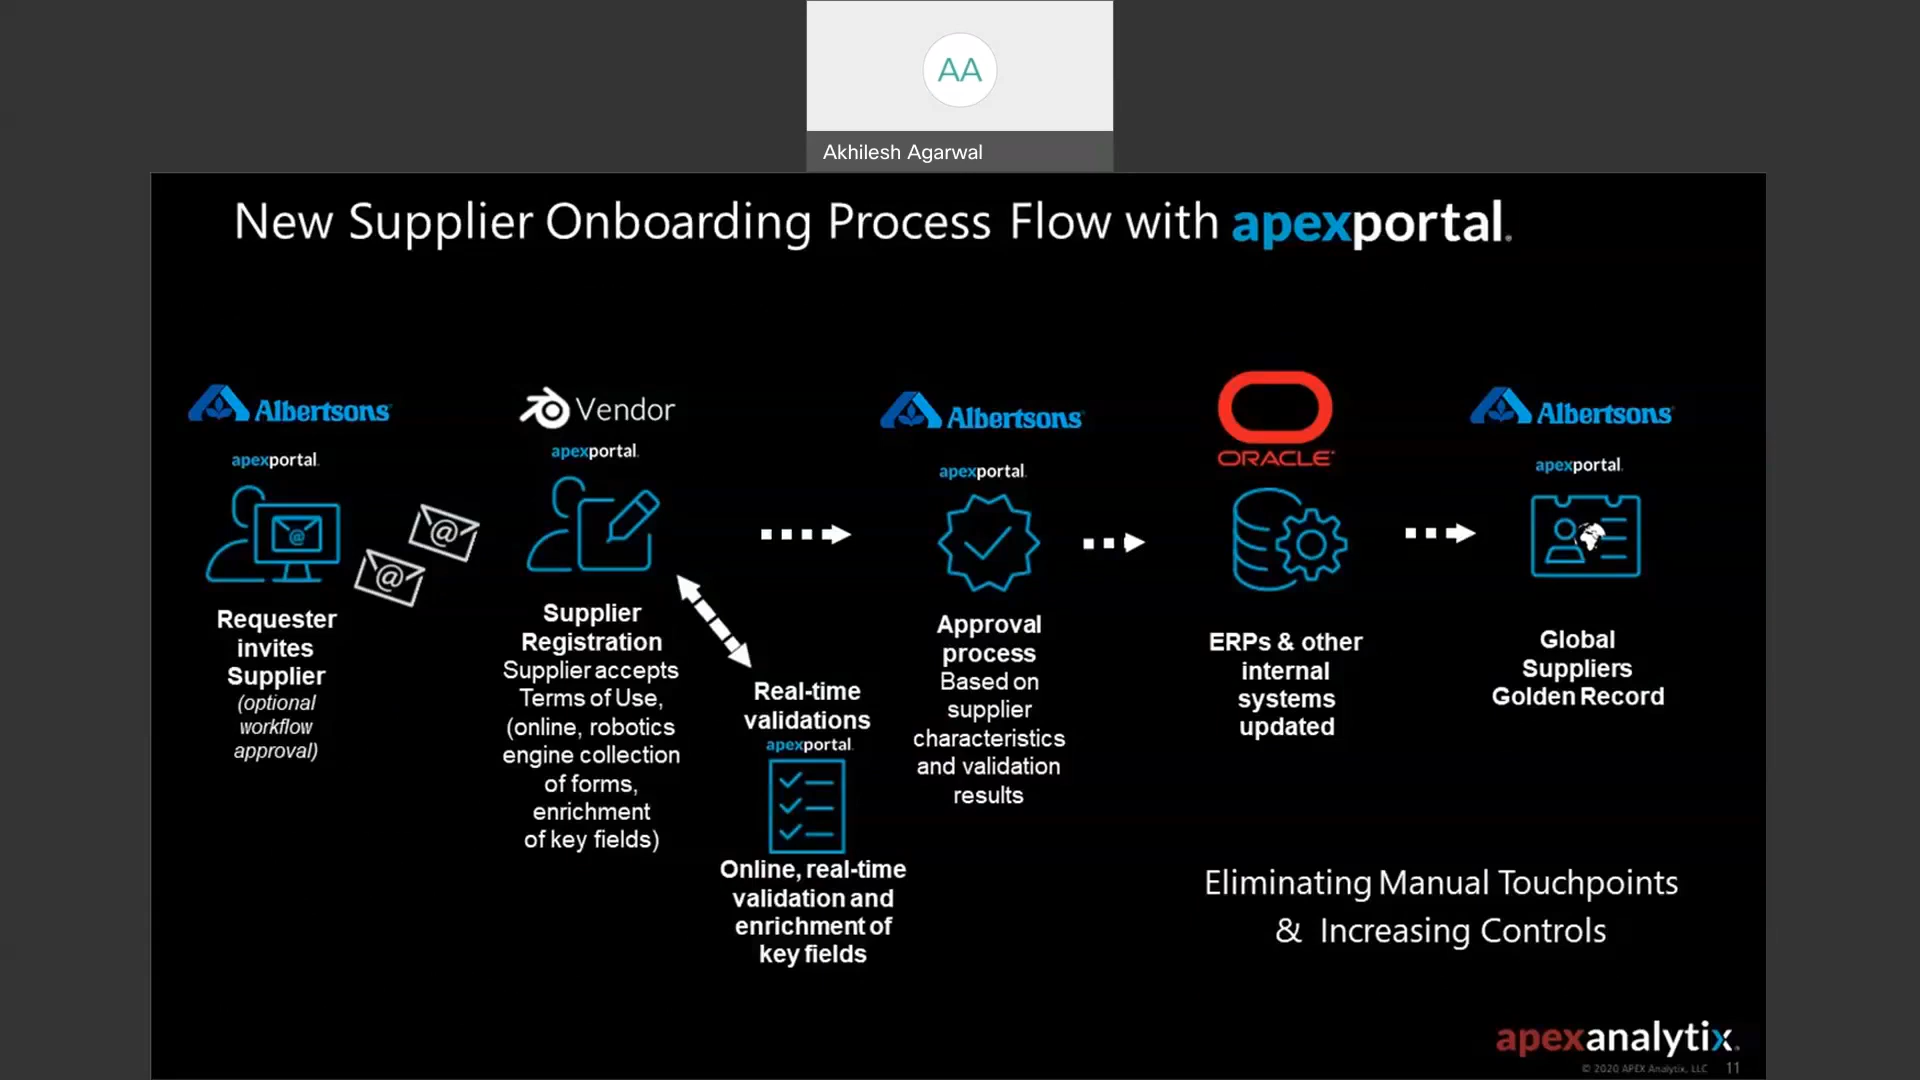 AA
Akhilesh Agarwal
New Supplier Onboarding Process Flow with apexportal.
Albertsons
apexportal.
@
@
@
Requester
invites
Supplier
(optional
workflow
approval)
Vendor
apexportal.
Supplier
Registration
Supplier accepts
Terms of Use,
(online, robotics
engine collection
of forms,
enrichment
of key fields)
Real-time
validations
apexportal.
Online, real-time
validation and
enrichment of
key fields
Albertsons
apexportal.
Approval
process
Based on
supplier
characteristics
and validation
results
ORACLE
ERPs & other
internal
systems
updated
Albertsons
apexportal.
Global
Suppliers
Golden Record
Eliminating Manual Touchpoints
& Increasing Controls
apexanalytix.
© 2020 APEX Analytix, LLC 11